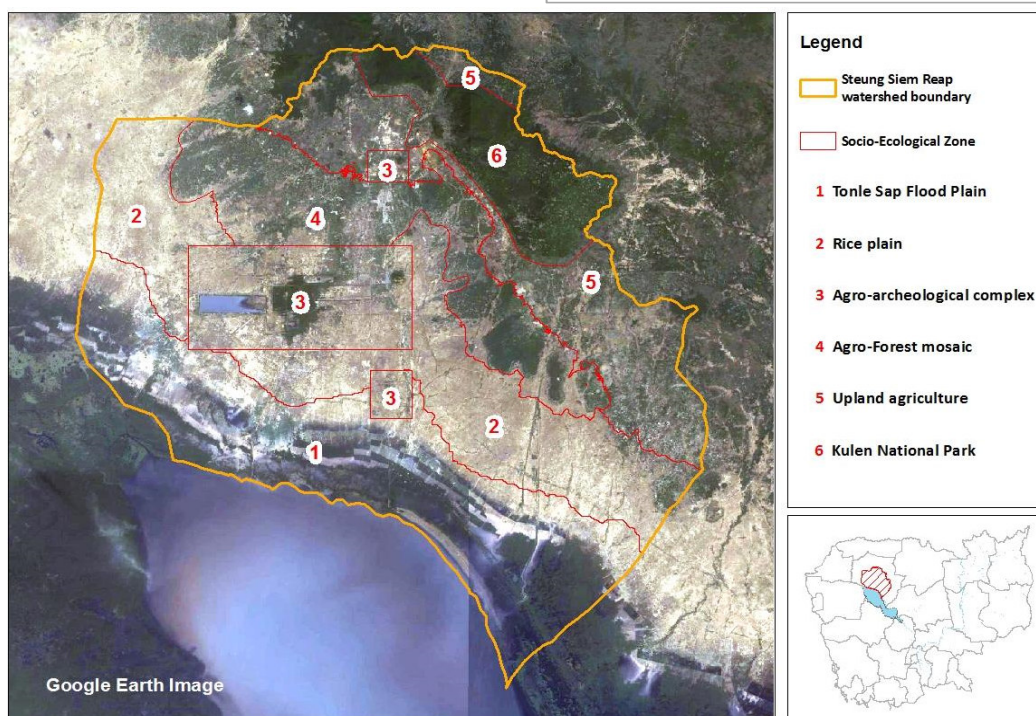 5
6
3
4
2
5
3
3
2
1
Google Earth Image
Legend
Steung Siem Reap
watershed boundary
Socio-Ecological Zone
1 Tonle Sap Flood Plain
2 Rice plain
3 Agro-archeological complex
4 Agro-Forest mosaic
5 Upland agriculture
6 Kulen National Park